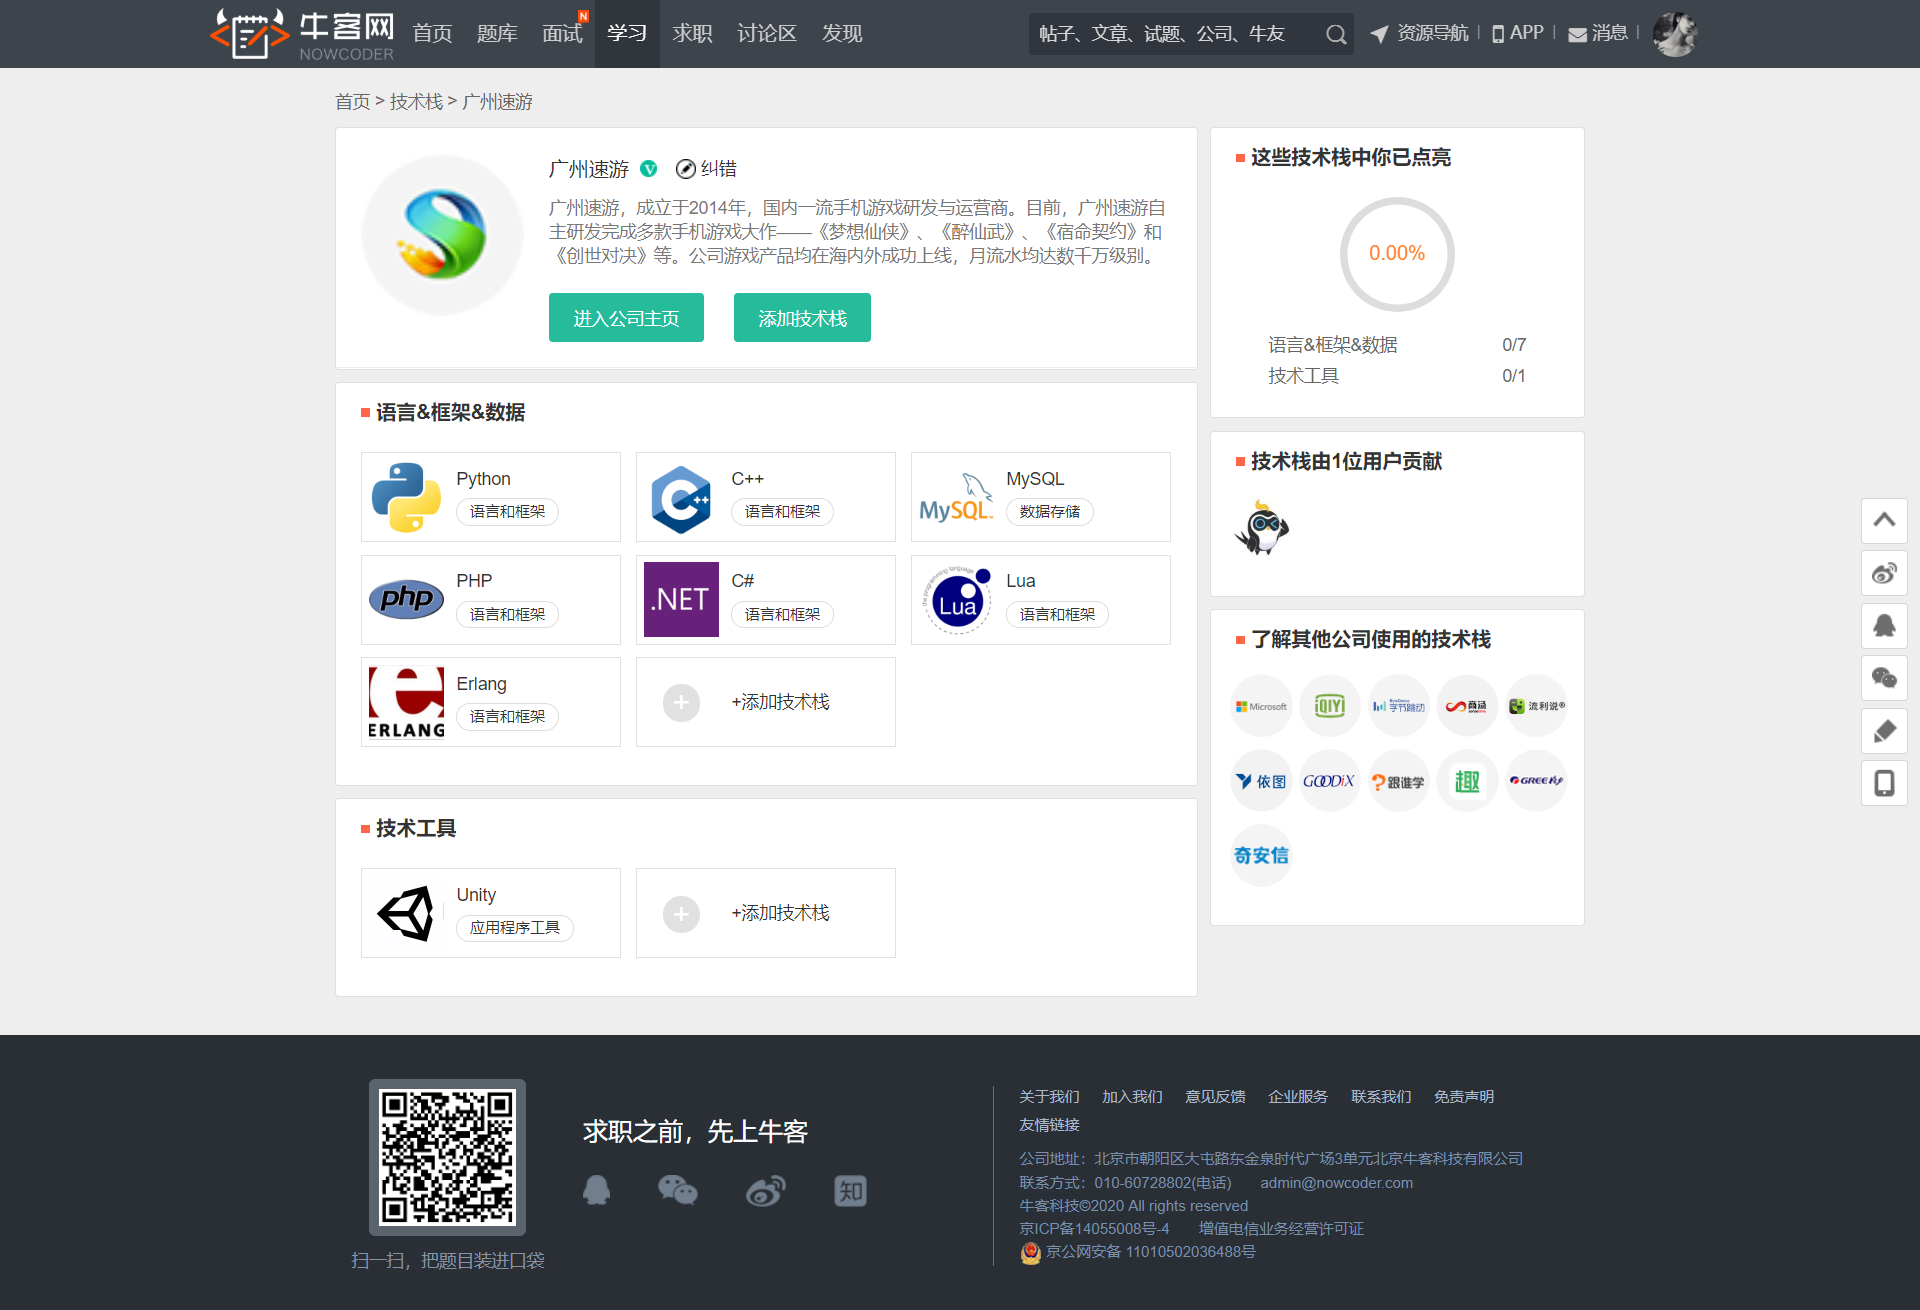 牛客网
NOWCODER
首页 题库 面试 N 学习 求职 讨论区 发现
帖子、文章、试题、公司、牛友
资源导航 APP 消息
首页 > 技术栈 > 广州速游
广州速游 V 纠错
广州速游，成立于2014年，国内一流手机游戏研发与运营商。目前，广州速游自
主研发完成多款手机游戏大作——《梦想仙侠》、《醉仙武》、《宿命契约》和
《创世对决》等。公司游戏产品均在海内外成功上线，月流水均达数千万级别。
进入公司主页 添加技术栈
语言&框架&数据
Python
语言和框架
C++
语言和框架
MySQL
MySQL
数据存储
php
PHP
语言和框架
.NET
C#
语言和框架
the programming language
Lua
Lua
语言和框架
e
ERLANG
Erlang
语言和框架
+添加技术栈
技术工具
Unity
应用程序工具
+添加技术栈
这些技术栈中你已点亮
0.00%
语言&框架&数据 0/7
技术工具 0/1
技术栈由1位用户贡献
了解其他公司使用的技术栈
Microsoft iQIYI 字节跳动 商汤 流利说®
依图 GOODiX 跟谁学 趣 GREE
奇安信
求职之前，先上牛客
知
扫一扫，把题目装进口袋
关于我们 加入我们 意见反馈 企业服务 联系我们 免责声明
友情链接
公司地址：北京市朝阳区大屯路东金泉时代广场3单元北京牛客科技有限公司
联系方式：010-60728802(电话) admin@nowcoder.com
牛客科技©2020 All rights reserved
京ICP备14055008号-4 增值电信业务经营许可证
京公网安备 11010502036488号